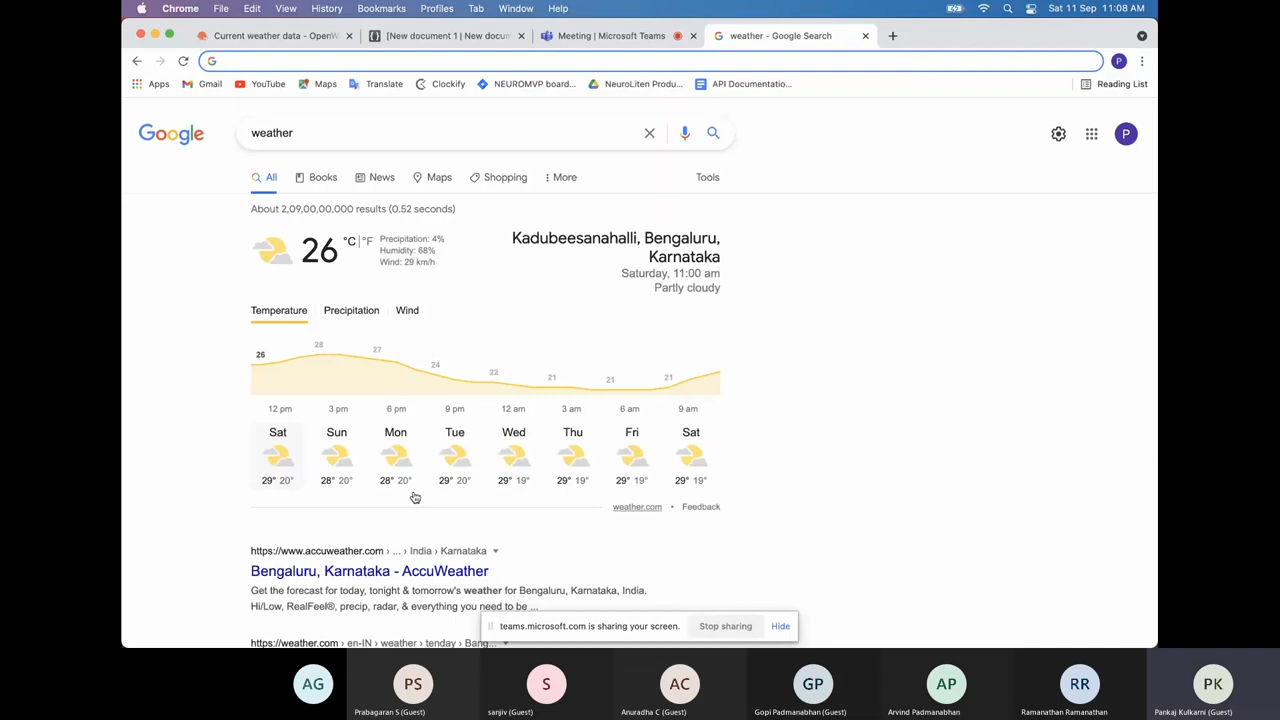 Chrome File Edit View History Bookmarks Profiles Tab Window Help Sat 11 Sep 11:08 AM
Current weather data - OpenW [New document 1 | New docum Meeting | Microsoft Teams weather - Google Search
G P
Apps Gmail YouTube Maps Translate Clockify NEUROMVP board... NeuroLiten Produ... API Documentatio... Reading List
Google weather P
All Books News Maps Shopping More Tools
About 2,09,00,00,000 results (0.52 seconds)
26 °C | °F
Precipitation: 4%
Humidity: 68%
Wind: 29 km/h
Kadubeesanahalli, Bengaluru,
Karnataka
Saturday, 11:00 am
Partly cloudy
Temperature Precipitation Wind
26 28 27 24 22 21 21 21
12 pm 3 pm 6 pm 9 pm 12 am 3 am 6 am 9 am
Sat Sun Mon Tue Wed Thu Fri Sat
29° 20° 28° 20° 28° 20° 29° 20° 29° 19° 29° 19° 29° 19° 29° 19°
weather.com • Feedback
https://www.accuweather.com › ... › India › Karnataka
Bengaluru, Karnataka - AccuWeather
Get the forecast for today, tonight & tomorrow's weather for Bengaluru, Karnataka, India.
Hi/Low, RealFeel®, precip, radar, & everything you need to be ...
teams.microsoft.com is sharing your screen. Stop sharing Hide
https://weather.com › en-IN › weather › tenday › Bang...
AG PS S AC GP AP RR PK
Prabagaran S (Guest) sanjiv (Guest) Anuradha C (Guest) Gopi Padmanabhan (Guest) Arvind Padmanabhan Ramanathan Ramanathan Pankaj Kulkarni (Guest)